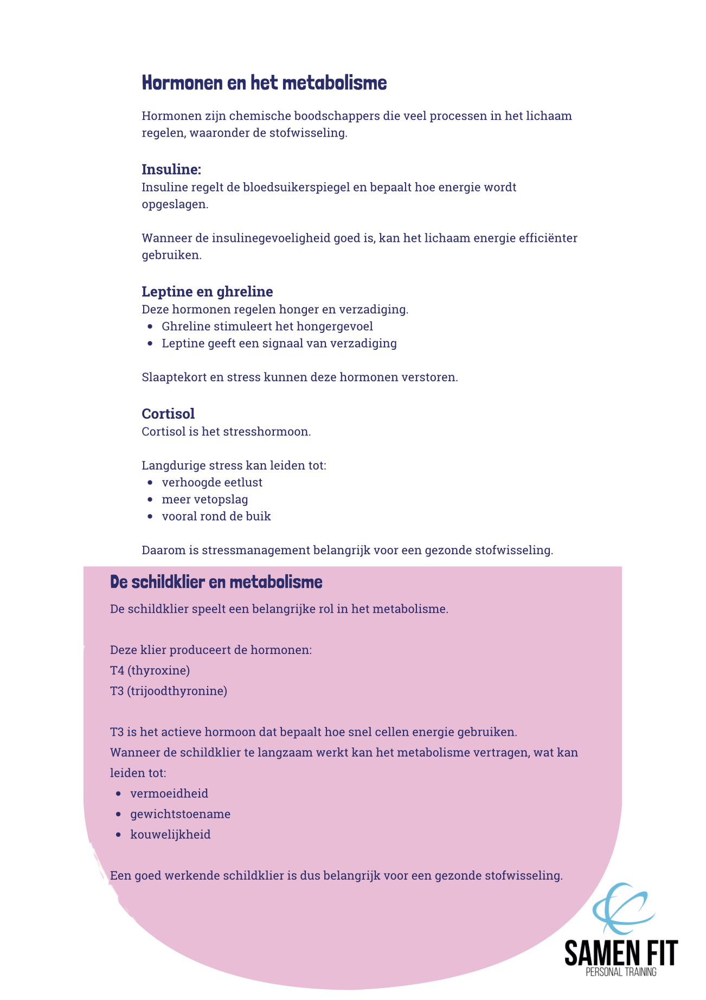 Hormonen en het metabolisme
Hormonen zijn chemische boodschappers die veel processen in het lichaam
regelen, waaronder de stofwisseling.
Insuline:
Insuline regelt de bloedsuikerspiegel en bepaalt hoe energie wordt
opgeslagen.
Wanneer de insulinegevoeligheid goed is, kan het lichaam energie efficiënter
gebruiken.
Leptine en ghreline
Deze hormonen regelen honger en verzadiging.
• Ghreline stimuleert het hongergevoel
• Leptine geeft een signaal van verzadiging
Slaaptekort en stress kunnen deze hormonen verstoren.
Cortisol
Cortisol is het stresshormoon.
Langdurige stress kan leiden tot:
• verhoogde eetlust
• meer vetopslag
• vooral rond de buik
Daarom is stressmanagement belangrijk voor een gezonde stofwisseling.
De schildklier en metabolisme
De schildklier speelt een belangrijke rol in het metabolisme.
Deze klier produceert de hormonen:
T4 (thyroxine)
T3 (trijoodthyronine)
T3 is het actieve hormoon dat bepaalt hoe snel cellen energie gebruiken.
Wanneer de schildklier te langzaam werkt kan het metabolisme vertragen, wat kan
leiden tot:
• vermoeidheid
• gewichtstoename
• kouwelijkheid
Een goed werkende schildklier is dus belangrijk voor een gezonde stofwisseling.
SAMEN FIT
PERSONAL TRAINING